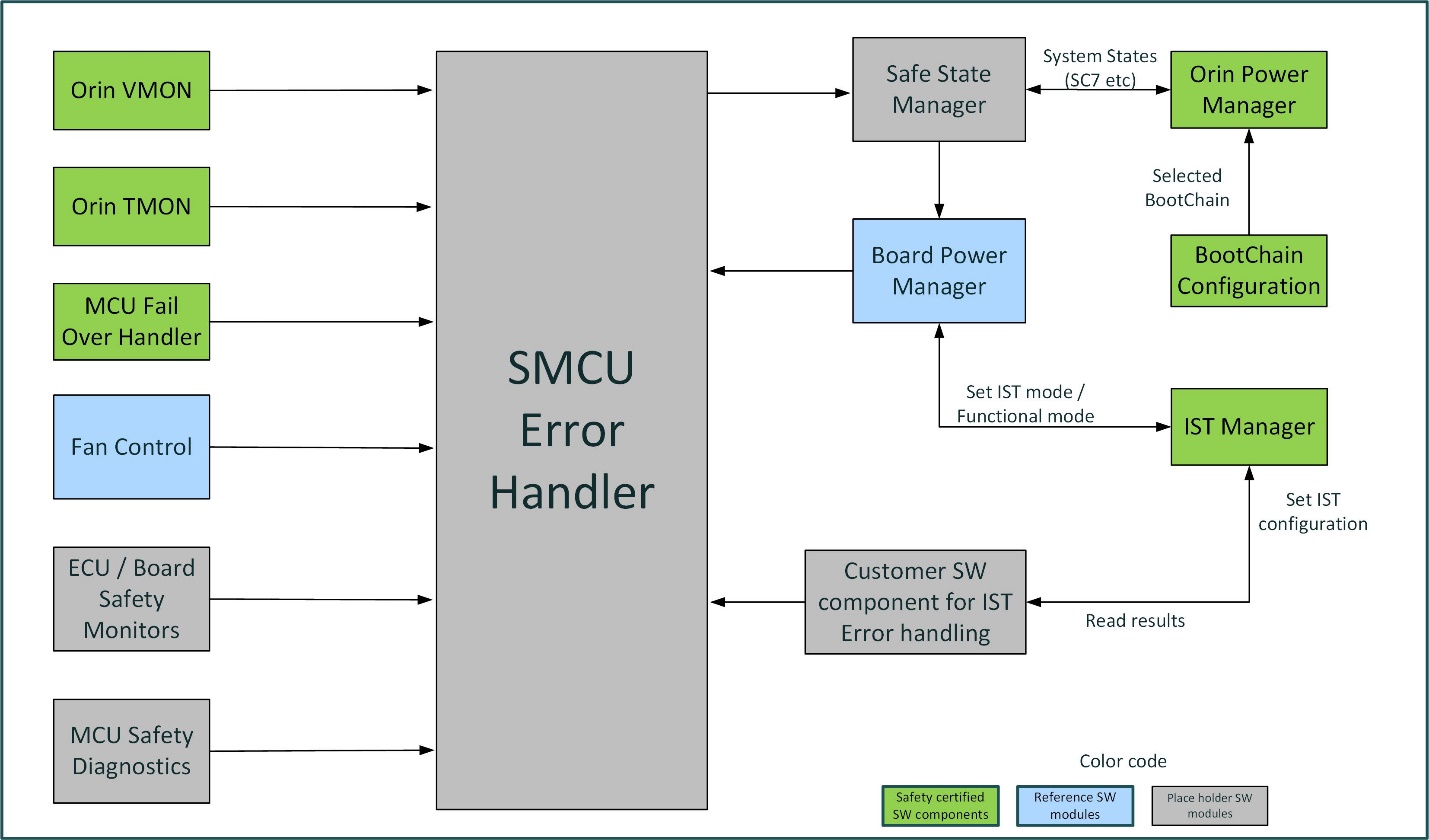 Orin VMON
Orin TMON
MCU Fail
Over Handler
Fan Control
ECU / Board
Safety
Monitors
MCU Safety
Diagnostics
SMCU
Error
Handler
Safe State
Manager
System States
(SC7 etc)
Orin Power
Manager
Selected
BootChain
BootChain
Configuration
Board Power
Manager
Set IST mode /
Functional mode
IST Manager
Set IST
configuration
Customer SW
component for IST
Error handling
Read results
Color code
Safety certified
SW components
Reference SW
modules
Place holder SW
modules